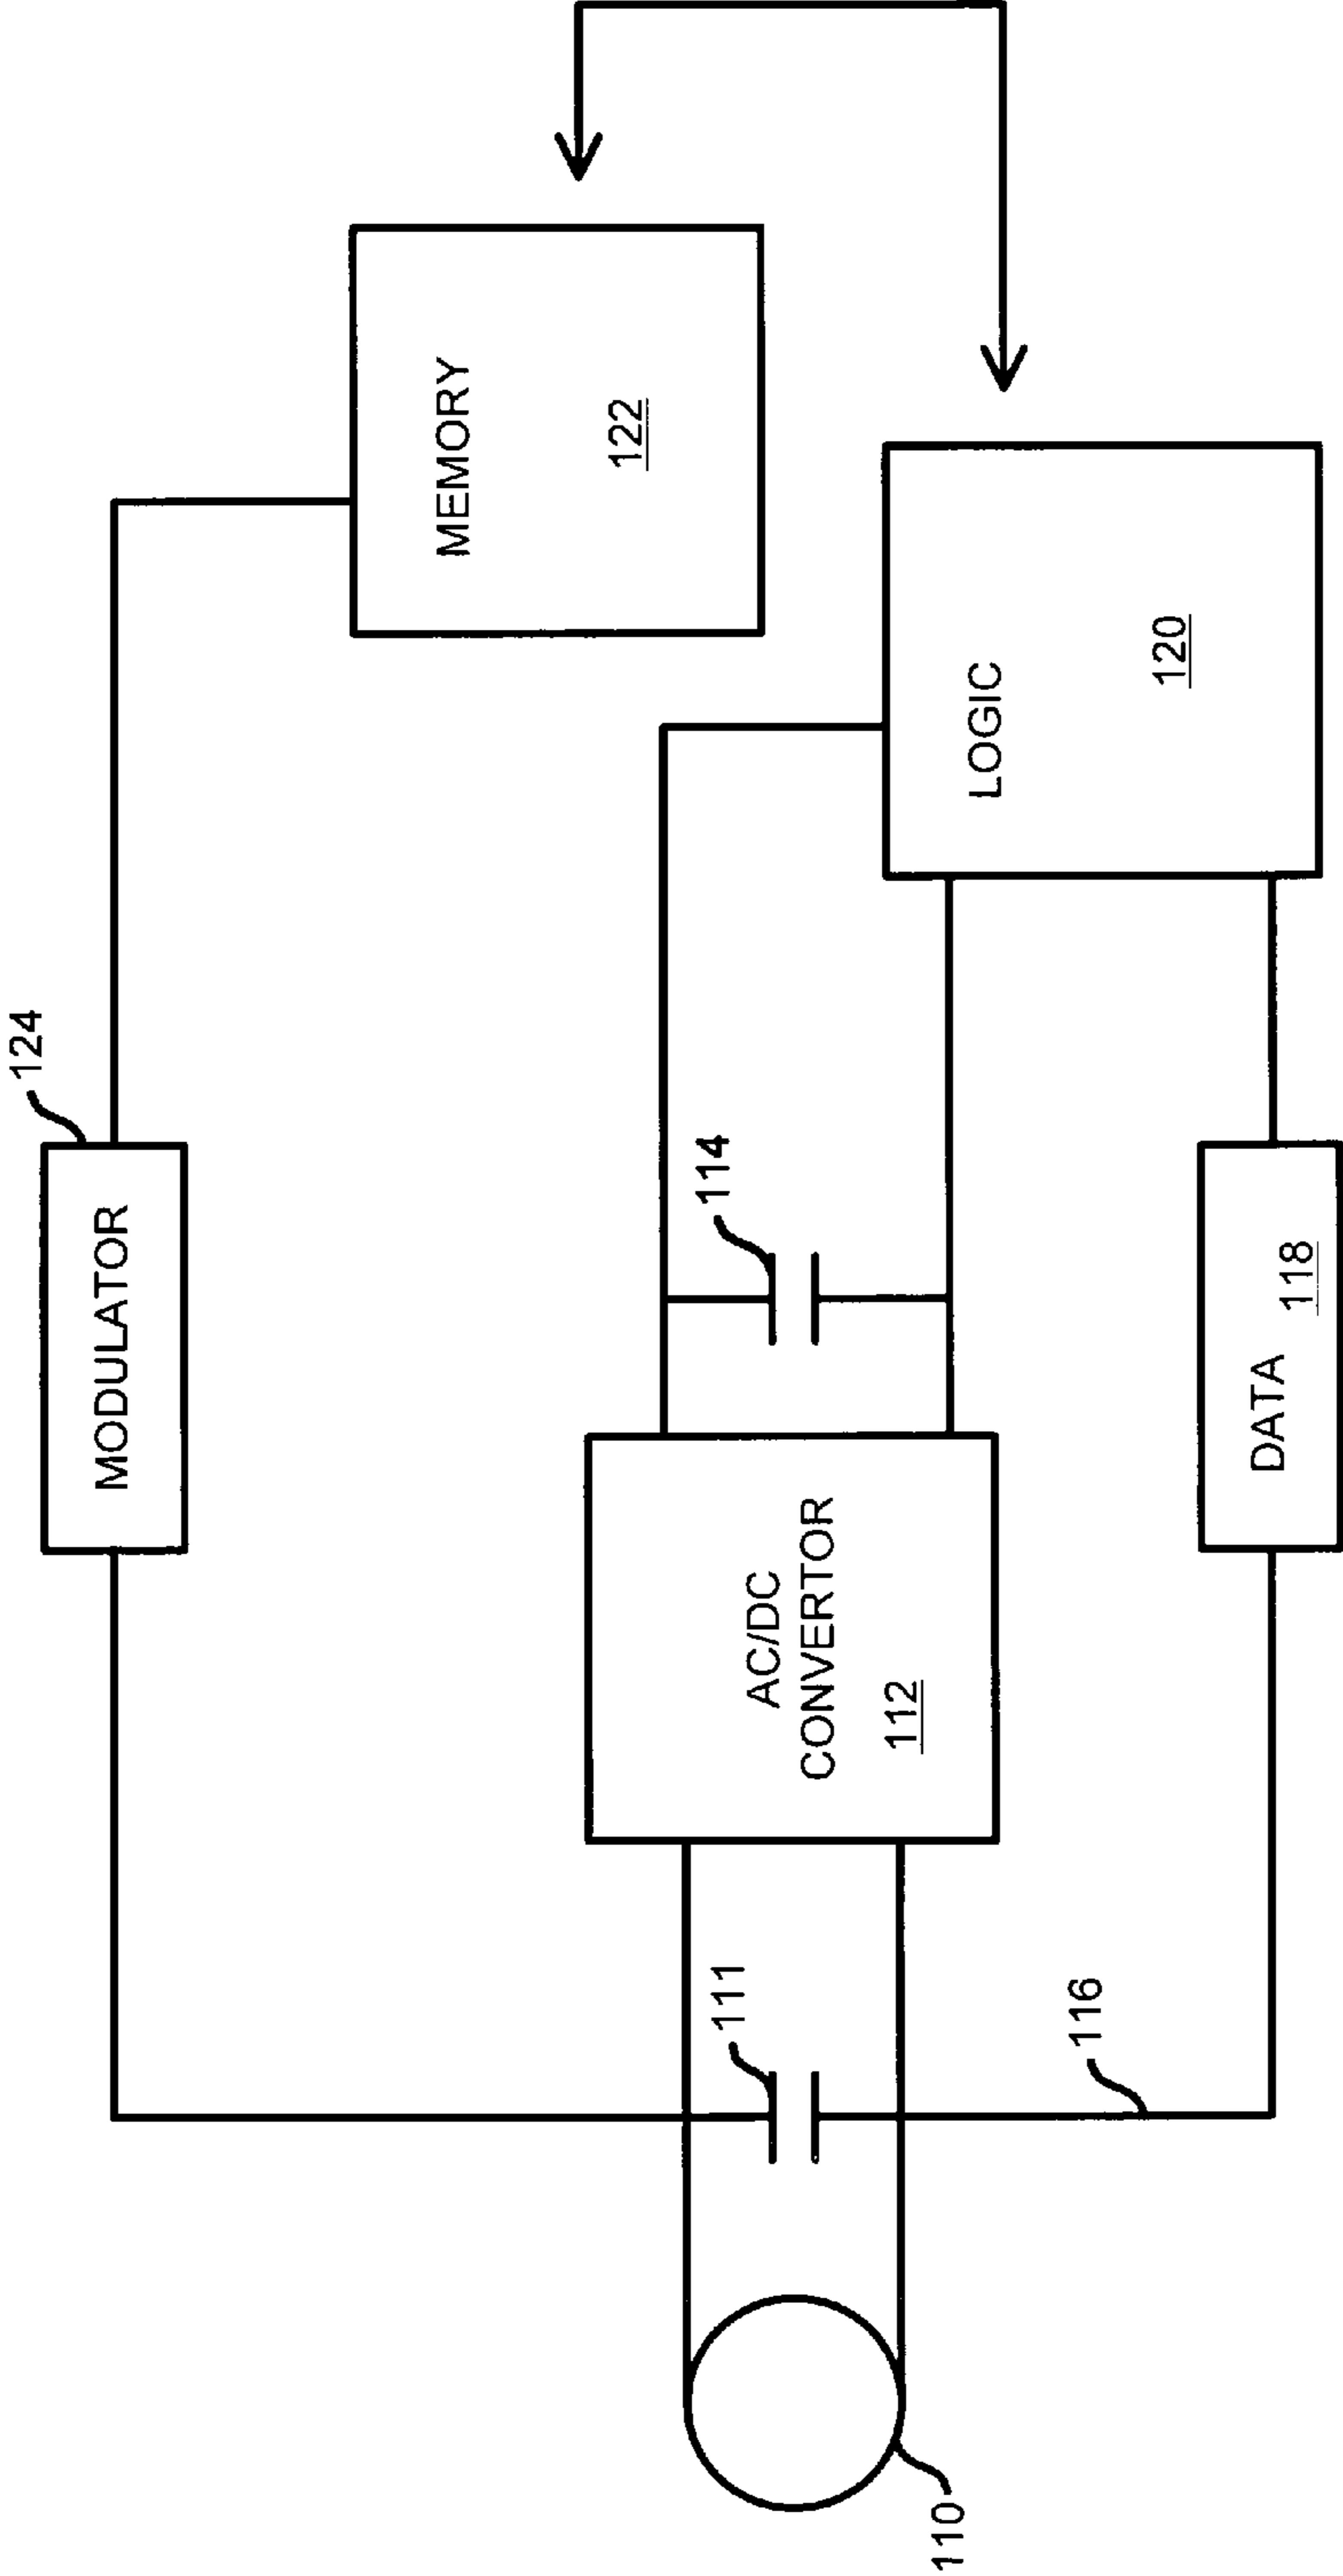 124
MODULATOR
MEMORY
122
114
111
AC/DC
CONVERTOR
112
LOGIC
120
116
110
DATA 118